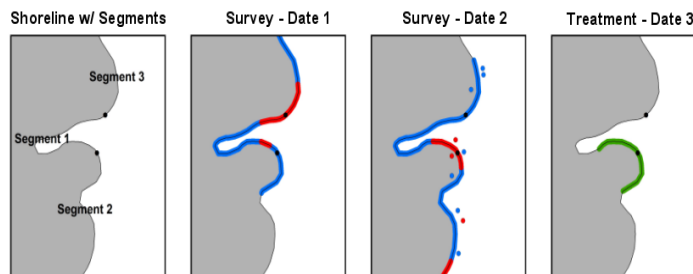 Shoreline w/ Segments
Survey - Date 1
Survey - Date 2
Treatment - Date 3
Segment 3
Segment 1
Segment 2